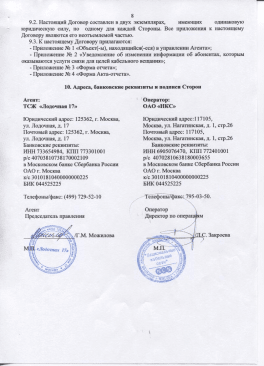 8
9.2. Настоящий Договор составлен в двух экземплярах, имеющих одинаковую
юридическую силу, по одному для каждой Стороны. Все приложения к настоящему
Договору являются его неотъемлемой частью.
9.3. К настоящему Договору прилагаются:
- Приложение № 1 «Объект(ы), находящийся(-еся) в управлении Агента»;
- Приложение № 2 «Уведомление об изменении информации об абонентах, которым
оказываются услуги связи для целей кабельного вещания»;
- Приложение № 3 «Форма отчета»;
- Приложение № 4 «Форма Акта-отчета».
10. Адреса, банковские реквизиты и подписи Сторон
Агент:
ТСЖ «Лодочная 17»
Юридический адрес: 125362, г. Москва,
ул. Лодочная, д. 17
Почтовый адрес: 125362, г. Москва,
ул. Лодочная, д. 17
Банковские реквизиты:
ИНН 7733654984, КПП 773301001
р/с 40703810738170002109
в Московском банке Сбербанка России
ОАО г. Москва
к/с 30101810400000000225
БИК 044525225
Телефоны/факс: (499) 729-52-10
Агент
Председатель правления
Г.М. Можилова
М.П.
Оператор:
ОАО «НКС»
Юридический адрес:117105,
Москва, ул. Нагатинская, д. 1, стр.26
Почтовый адрес: 117105,
Москва, ул. Нагатинская, д. 1, стр.26
Банковские реквизиты:
ИНН 6905076470, КПП 772401001
р/с 40702810638180003655
в Московском банке Сбербанка России
ОАО г. Москва
к/с 30101810400000000225
БИК 044525225
Телефоны/факс: 795-03-50.
Оператор
Директор по операциям
Л.С. Закроева
М.П.